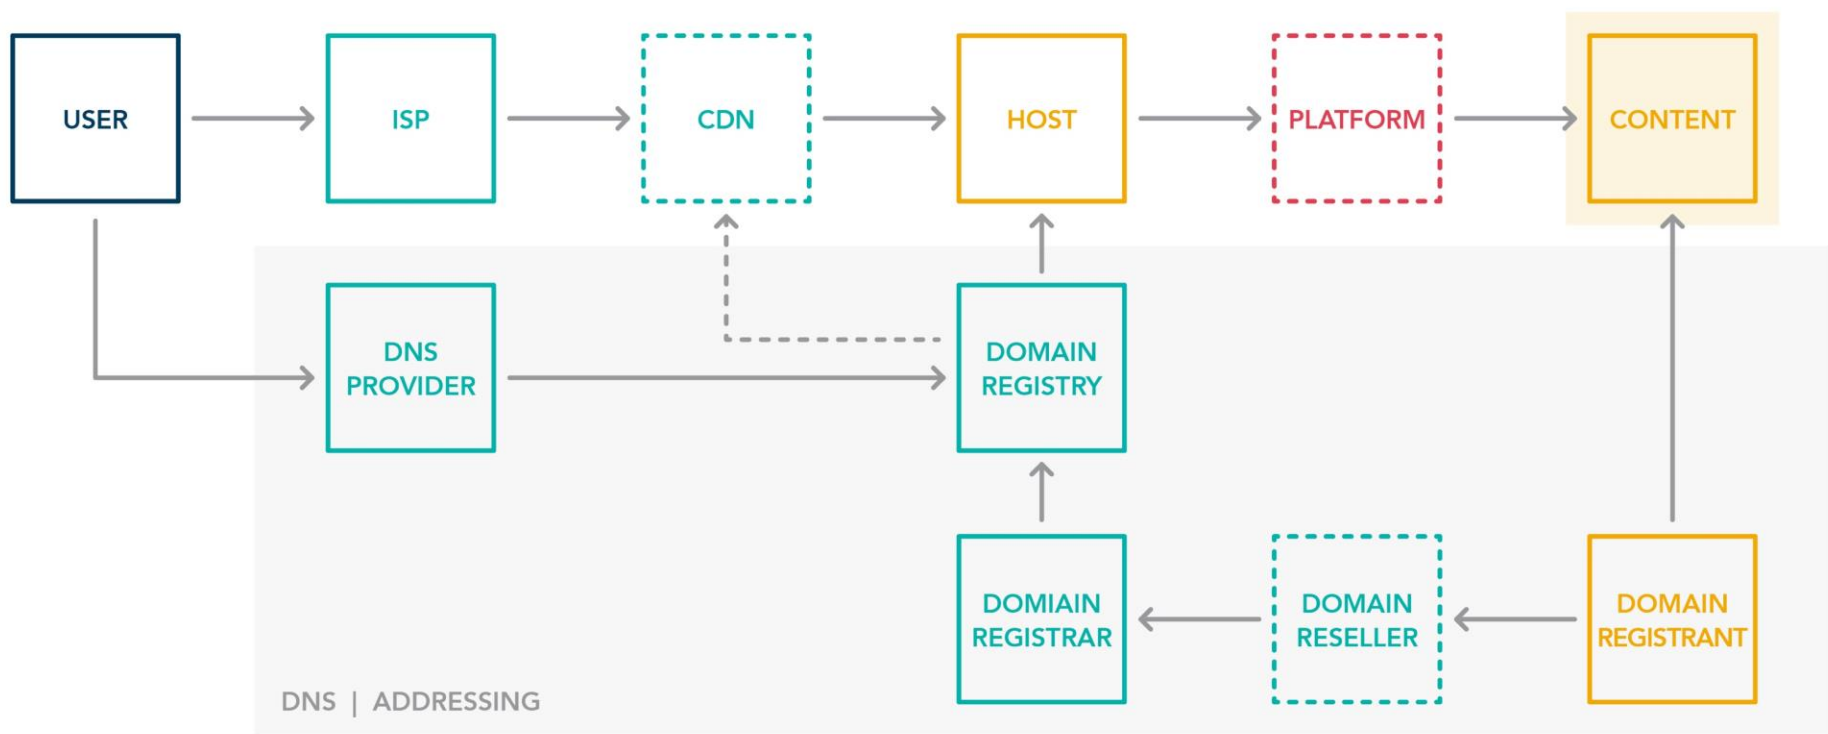 USER
ISP
CDN
HOST
PLATFORM
CONTENT
DNS
PROVIDER
DOMAIN
REGISTRY
DOMIAIN
REGISTRAR
DOMAIN
RESELLER
DOMAIN
REGISTRANT
DNS | ADDRESSING